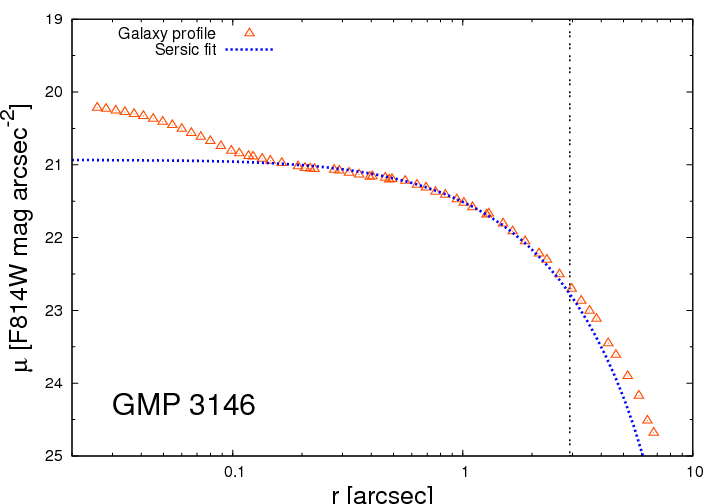 Galaxy profile
Sersic fit
19
20
21
22
23
24
25
μ [F814W mag arcsec⁻²]
GMP 3146
0.1
1
10
r [arcsec]